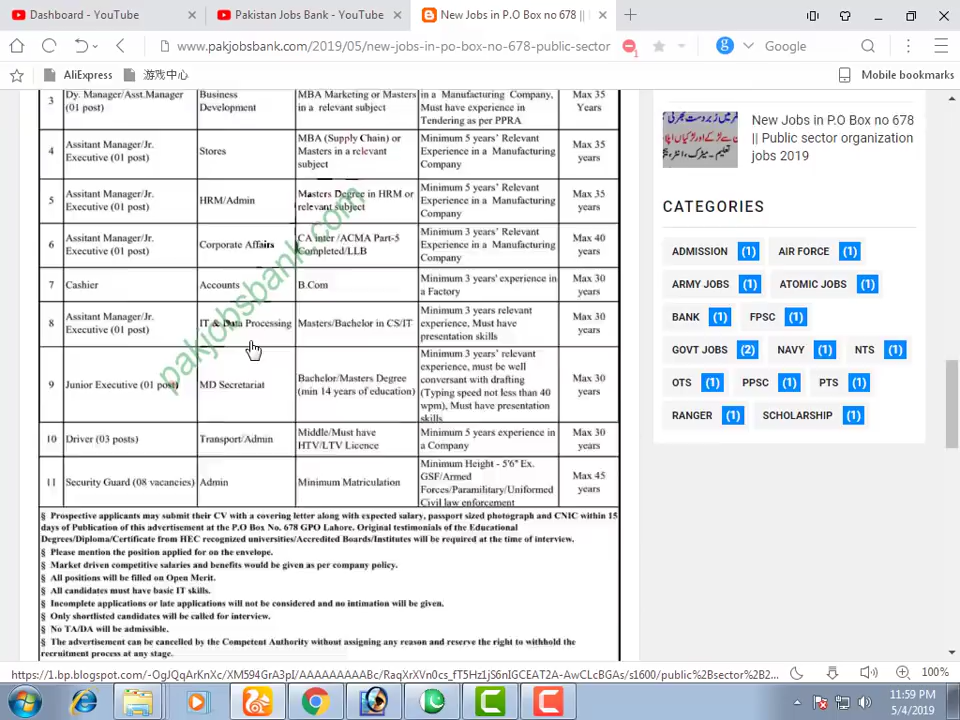 Dashboard - YouTube
Pakistan Jobs Bank - YouTube
New Jobs in P.O Box no 678 ||
www.pakjobsbank.com/2019/05/new-jobs-in-po-box-no-678-public-sector
1
Google
AliExpress
游戏中心
Mobile bookmarks
3 Dy. Manager/Asst.Manager (01 post) Business Development MBA Marketing or Masters in a relevant subject in a Manufacturing Company, Must have experience in Tendering as per PPRA Max 35 Years
4 Assitant Manager/Jr. Executive (01 post) Stores MBA (Supply Chain) or Masters in a relevant subject Minimum 5 years' Relevant Experience in a Manufacturing Company Max 35 years
5 Assitant Manager/Jr. Executive (01 post) HRM/Admin Masters Degree in HRM or relevant subject Minimum 5 years' Relevant Experience in a Manufacturing Company Max 35 years
6 Assitant Manager/Jr. Executive (01 post) Corporate Affairs CA inter /ACMA Part-5 Completed/LLB Minimum 3 years' Relevant Experience in a Manufacturing Company Max 40 years
7 Cashier Accounts B.Com Minimum 3 years' experience in a Factory Max 30 years
8 Assitant Manager/Jr. Executive (01 post) IT & Data Processing Masters/Bachelor in CS/IT Minimum 3 years relevant experience, Must have presentation skills Max 30 years
9 Junior Executive (01 post) MD Secretariat Bachelor/Masters Degree (min 14 years of education) Minimum 3 years' relevant experience, must be well conversant with drafting (Typing speed not less than 40 wpm), Must have presentation skills Max 30 years
10 Driver (03 posts) Transport/Admin Middle/Must have HTV/LTV Licence Minimum 5 years experience in a Company Max 30 years
11 Security Guard (08 vacancies) Admin Minimum Matriculation Minimum Height - 5'6" Ex. GSF/Armed Forces/Paramilitary/Uniformed Civil law enforcement Max 45 years
pakjobsbank.com
§ Prospective applicants may submit their CV with a covering letter along with expected salary, passport sized photograph and CNIC within 15
days of Publication of this advertisement at the P.O Box No. 678 GPO Lahore. Original testimonials of the Educational
Degrees/Diploma/Certificate from HEC recognized universities/Accredited Boards/Institutes will be required at the time of interview.
§ Please mention the position applied for on the envelope.
§ Market driven competitive salaries and benefits would be given as per company policy.
§ All positions will be filled on Open Merit.
§ All candidates must have basic IT skills.
§ Incomplete applications or late applications will not be considered and no intimation will be given.
§ Only shortlisted candidates will be called for interview.
§ No TA/DA will be admissible.
§ The advertisement can be cancelled by the Competent Authority without assigning any reason and reserve the right to withhold the
recruitment process at any stage.
New Jobs in P.O Box no 678
|| Public sector organization
jobs 2019
CATEGORIES
ADMISSION (1) AIR FORCE (1)
ARMY JOBS (1) ATOMIC JOBS (1)
BANK (1) FPSC (1)
GOVT JOBS (2) NAVY (1) NTS (1)
OTS (1) PPSC (1) PTS (1)
RANGER (1) SCHOLARSHIP (1)
100%
11:59 PM
5/4/2019